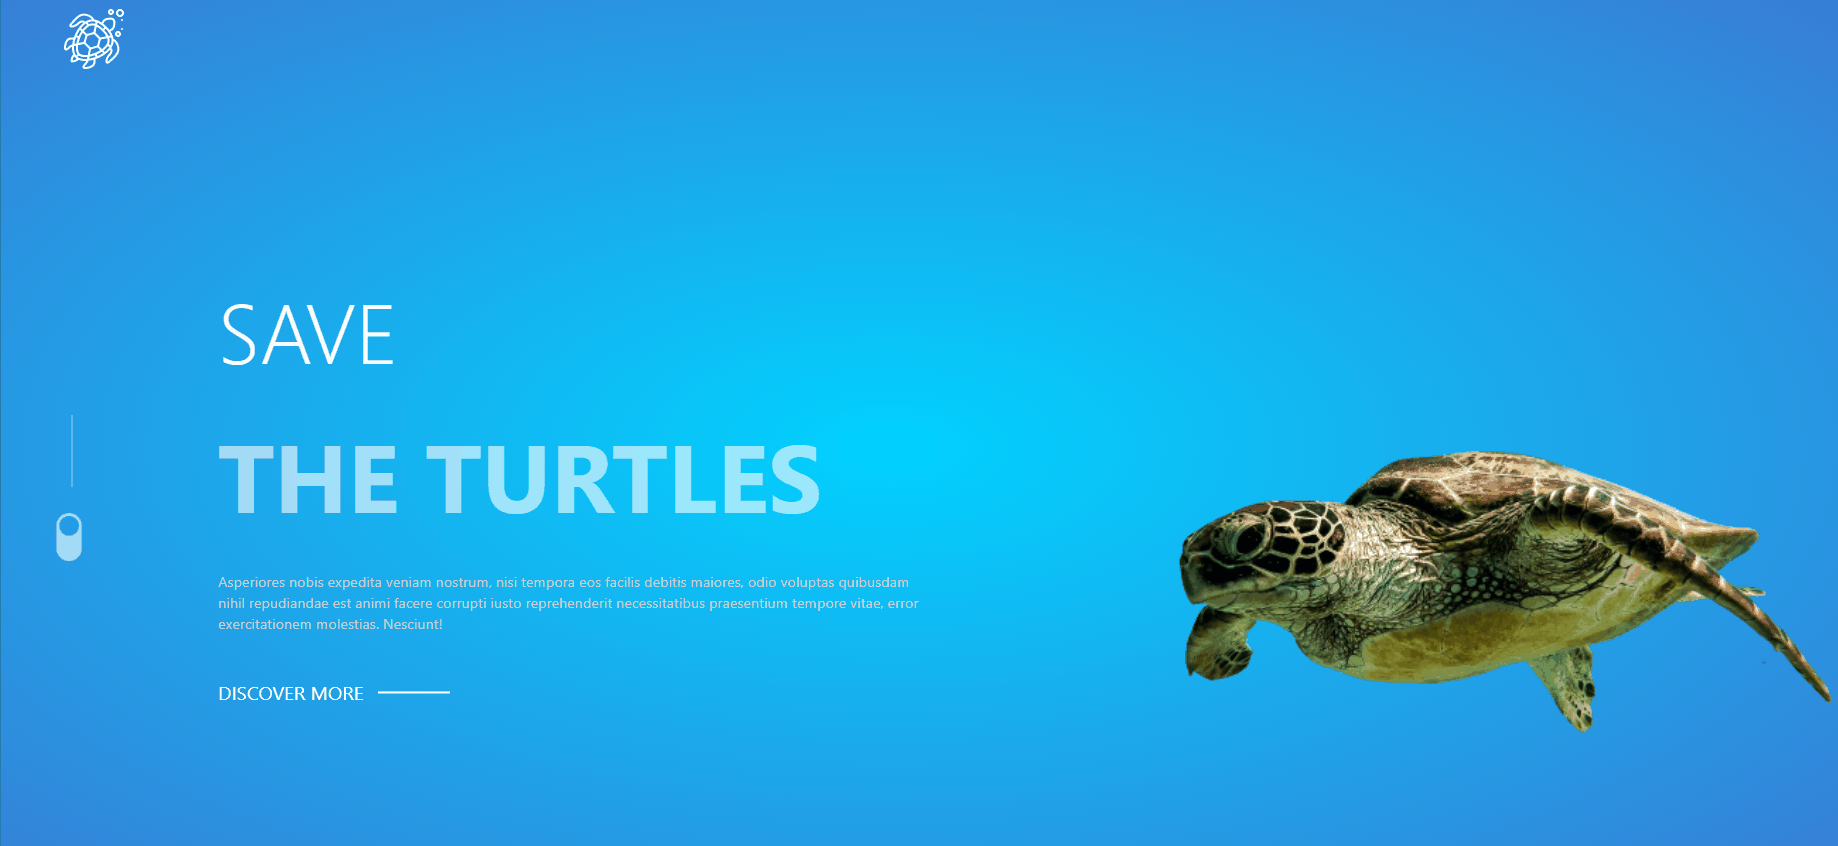 SAVE
THE TURTLES
Asperiores nobis expedita veniam nostrum, nisi tempora eos facilis debitis maiores, odio voluptas quibusdam
nihil repudiandae est animi facere corrupti iusto reprehenderit necessitatibus praesentium tempore vitae, error
exercitationem molestias. Nesciunt!
DISCOVER MORE